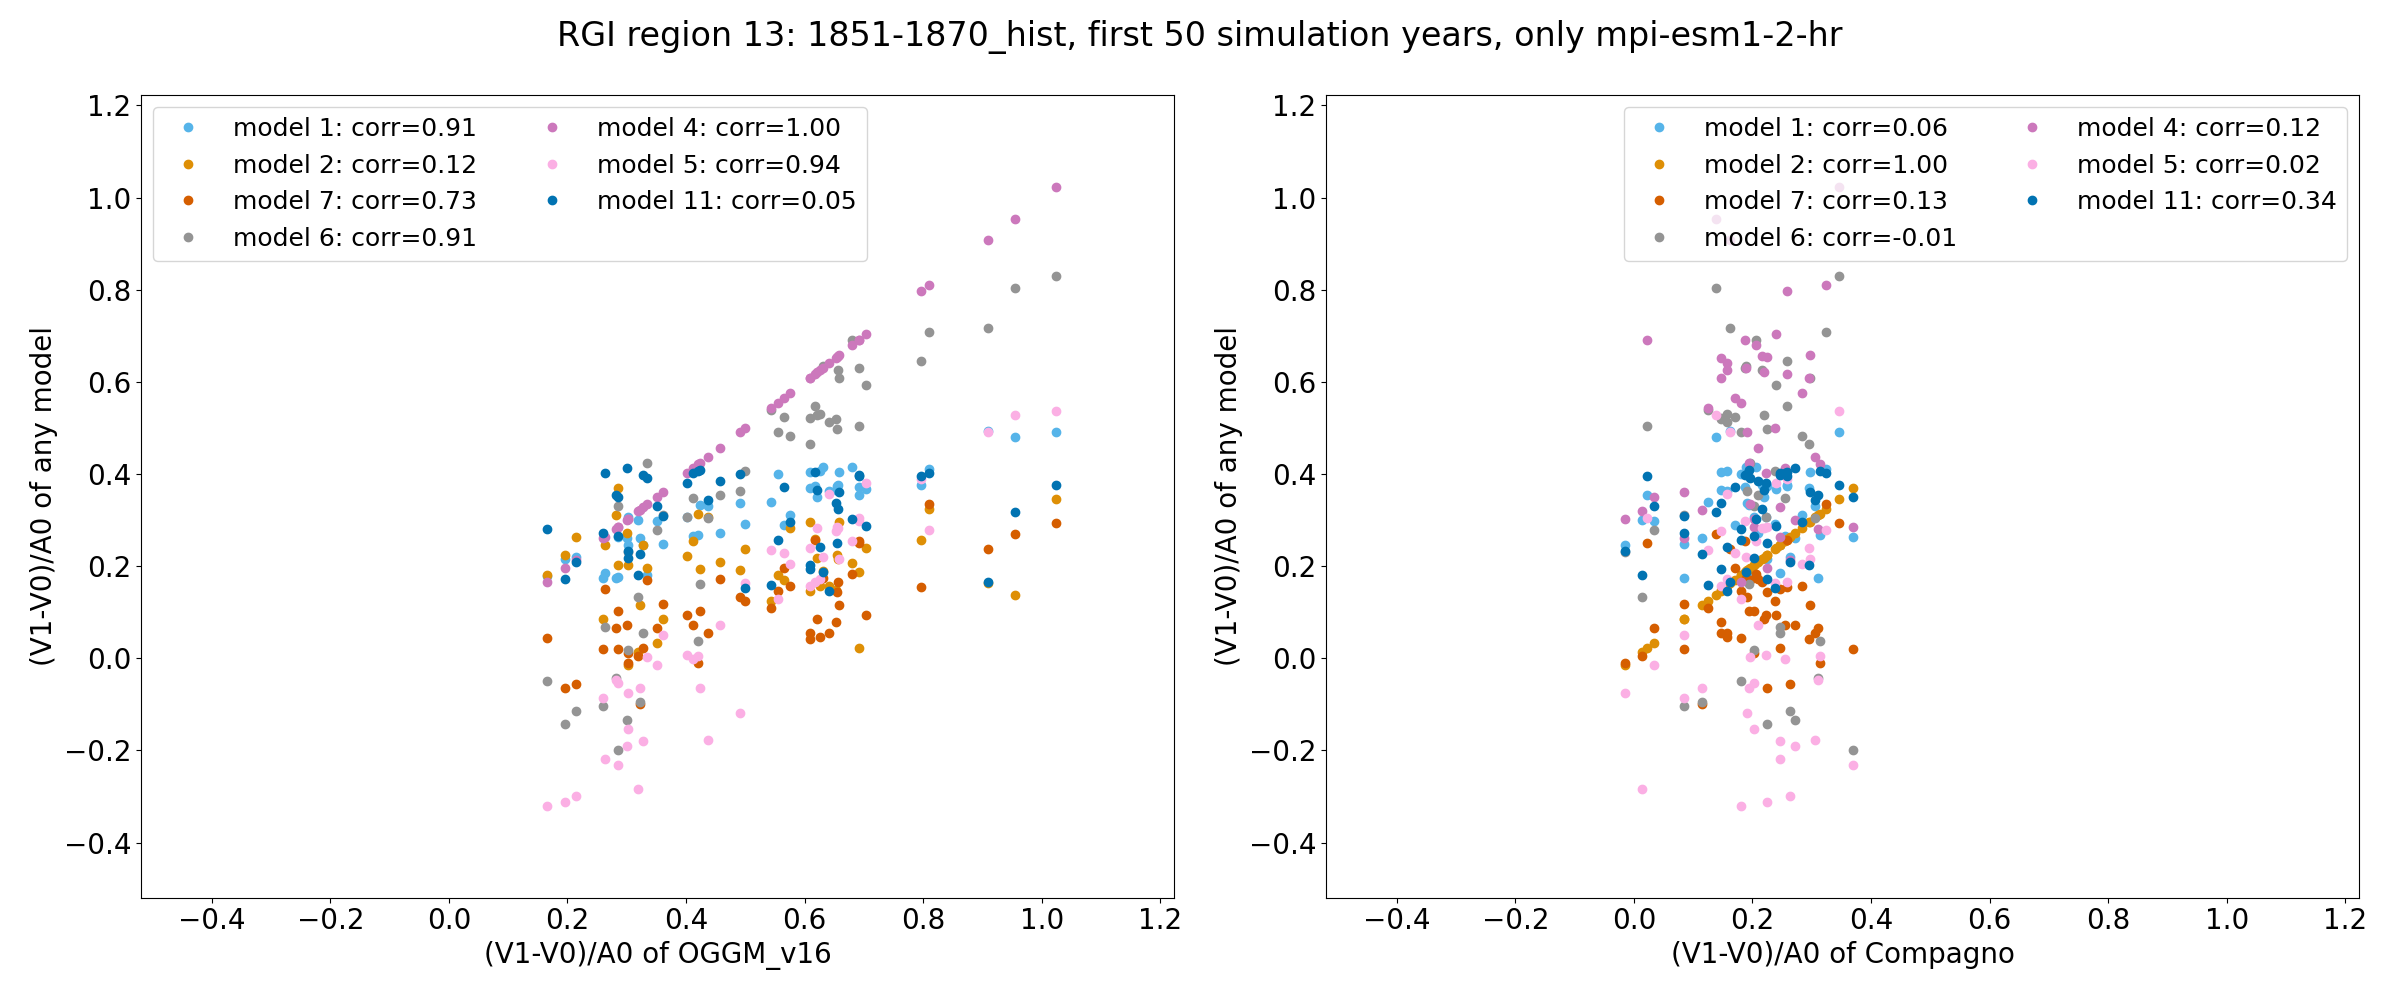 RGI region 13: 1851-1870_hist, first 50 simulation years, only mpi-esm1-2-hr
(V1-V0)/A0 of any model
1.2
1.0
0.8
0.6
0.4
0.2
0.0
−0.2
−0.4
model 1: corr=0.91
model 2: corr=0.12
model 7: corr=0.73
model 6: corr=0.91
model 4: corr=1.00
model 5: corr=0.94
model 11: corr=0.05
−0.4 −0.2 0.0 0.2 0.4 0.6 0.8 1.0 1.2
(V1-V0)/A0 of OGGM_v16
(V1-V0)/A0 of any model
1.2
1.0
0.8
0.6
0.4
0.2
0.0
−0.2
−0.4
model 1: corr=0.06
model 2: corr=1.00
model 7: corr=0.13
model 6: corr=-0.01
model 4: corr=0.12
model 5: corr=0.02
model 11: corr=0.34
−0.4 −0.2 0.0 0.2 0.4 0.6 0.8 1.0 1.2
(V1-V0)/A0 of Compagno